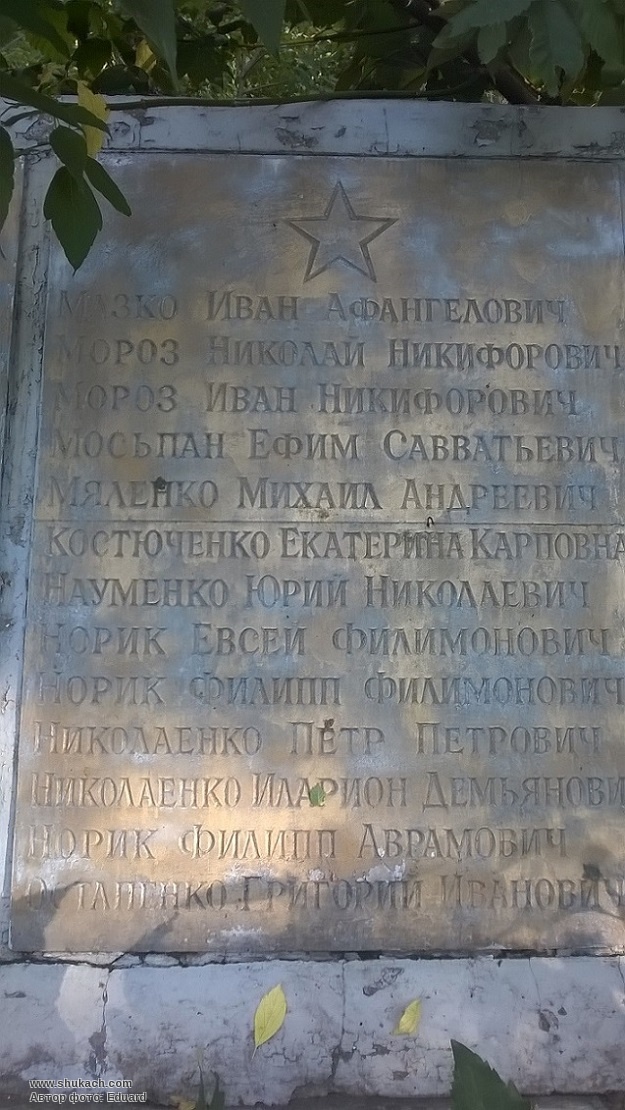 Мазко Иван Афангелович
Мороз Николай Никифорович
Мороз Иван Никифорович
Мосьпан Ефим Савватьевич
Мяленко Михаил Андреевич
Костюченко Екатерина Карповна
Науменко Юрий Николаевич
Норик Евсей Филимонович
Норик Филипп Филимонович
Николаенко Пётр Петрович
Николаенко Иларион Демьянови
Норик Филипп Аврамович
Остапенко Григорий Иванович
www.shukach.com
Автор фото: Eduard